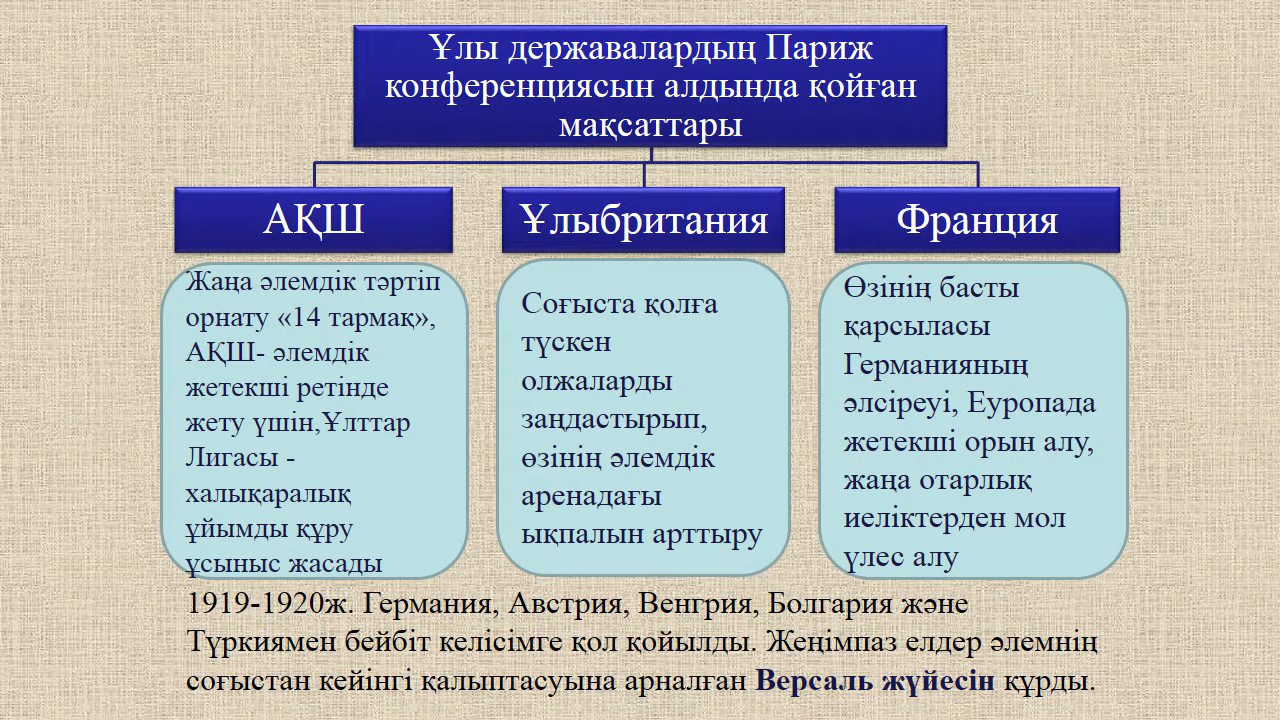 Ұлы державалардың Париж
конференциясын алдында қойған
мақсаттары
АҚШ
Жаңа әлемдік тәртіп
орнату «14 тармақ»,
АҚШ- әлемдік
жетекші ретінде
жету үшін,Ұлттар
Лигасы -
халықаралық
ұйымды құру
ұсыныс жасады
Ұлыбритания
Соғыста қолға
түскен
олжаларды
заңдастырып,
өзінің әлемдік
аренадағы
ықпалын арттыру
Франция
Өзінің басты
қарсыласы
Германияның
әлсіреуі, Еуропада
жетекші орын алу,
жаңа отарлық
иеліктерден мол
үлес алу
1919-1920ж. Германия, Австрия, Венгрия, Болгария және
Түркиямен бейбіт келісімге қол қойылды. Жеңімпаз елдер әлемнің
соғыстан кейінгі қалыптасуына арналған Версаль жүйесін құрды.